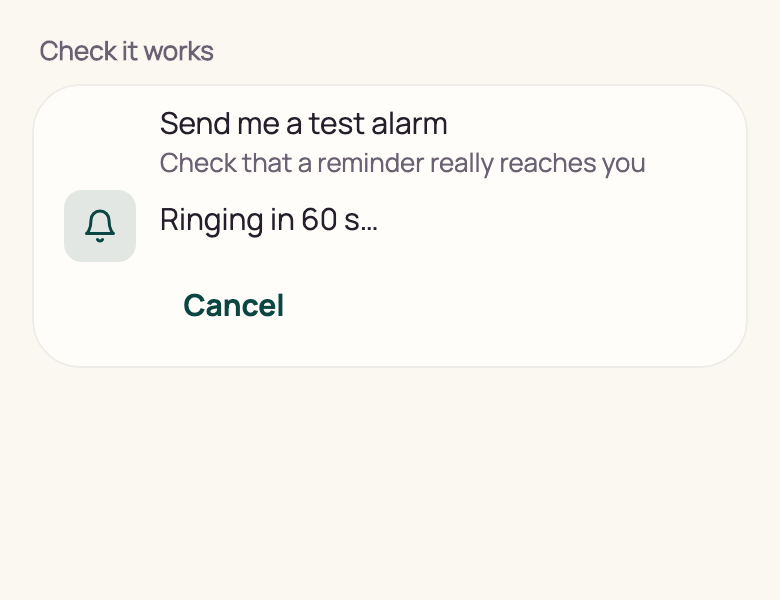 Check it works
Send me a test alarm
Check that a reminder really reaches you
Ringing in 60 s…
Cancel